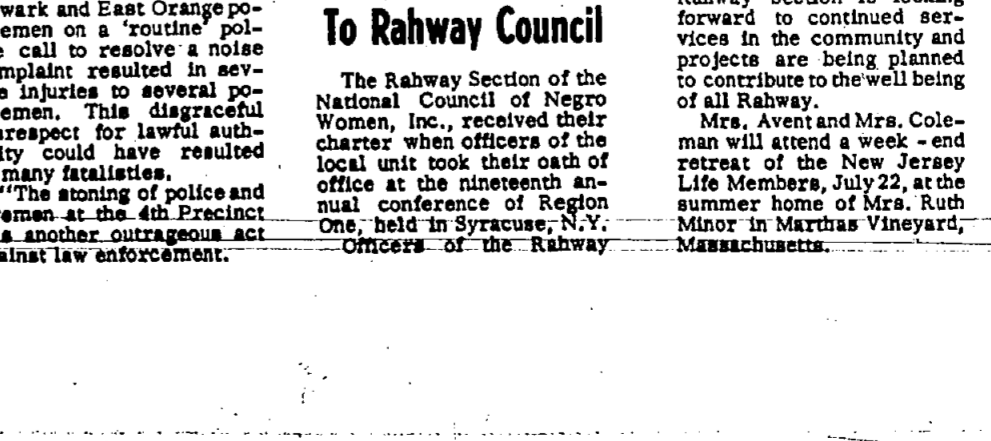 wark and East Orange po-
emen on a 'routine' pol-
e call to resolve a noise
mplaint resulted in sev-
e injuries to several po-
emen. This disgraceful
srespect for lawful auth-
ity could have resulted
many fatalisties.
"The stoning of police and
remen at the 4th Precinct
s another outrageous act
ainst law enforcement.
To Rahway Council
The Rahway Section of the
National Council of Negro
Women, Inc., received their
charter when officers of the
local unit took their oath of
office at the nineteenth an-
nual conference of Region
One, held in Syracuse, N.Y.
Officers of the Rahway
Rahway Section is looking
forward to continued ser-
vices in the community and
projects are being planned
to contribute to the well being
of all Rahway.
Mrs. Avent and Mrs. Cole-
man will attend a week - end
retreat of the New Jersey
Life Members, July 22, at the
summer home of Mrs. Ruth
Minor in Marthas Vineyard,
Massachusetts.